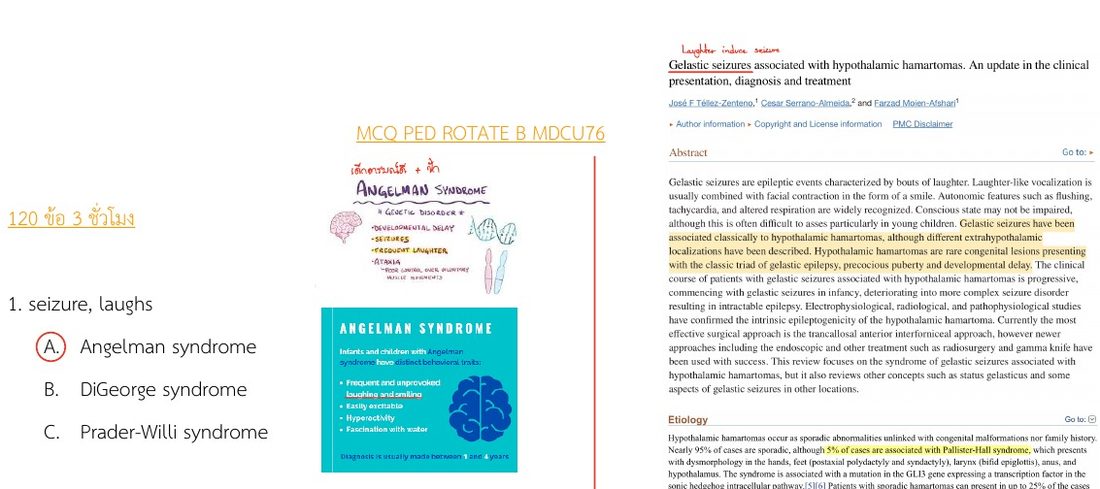 MCQ PED ROTATE B MDCU76
120 ข้อ 3 ชั่วโมง
1. seizure, laughs
A. Angelman syndrome
B. DiGeorge syndrome
C. Prader-Willi syndrome
เด็กอารมณ์ดี + ชัก
ANGELMAN SYNDROME
* GENETIC DISORDER *
•DEVELOPMENTAL DELAY
•SEIZURES
•FREQUENT LAUGHTER
•ATAXIA
-POOR CONTROL OVER VOLUNTARY
MUSCLE MOVEMENTS
ANGELMAN SYNDROME
Infants and children with Angelman
syndrome have distinct behavioral traits:
• Frequent and unprovoked
laughing and smiling
• Easily excitable
• Hyperactivity
• Fascination with water
Diagnosis is usually made between 1 and 4 years
Laughter induce seizure
Gelastic seizures associated with hypothalamic hamartomas. An update in the clinical
presentation, diagnosis and treatment
José F Téllez-Zenteno,1 Cesar Serrano-Almeida,2 and Farzad Moien-Afshari1
▸ Author information ▸ Copyright and License information PMC Disclaimer
Abstract Go to: ▸
Gelastic seizures are epileptic events characterized by bouts of laughter. Laughter-like vocalization is
usually combined with facial contraction in the form of a smile. Autonomic features such as flushing,
tachycardia, and altered respiration are widely recognized. Conscious state may not be impaired,
although this is often difficult to asses particularly in young children. Gelastic seizures have been
associated classically to hypothalamic hamartomas, although different extrahypothalamic
localizations have been described. Hypothalamic hamartomas are rare congenital lesions presenting
with the classic triad of gelastic epilepsy, precocious puberty and developmental delay. The clinical
course of patients with gelastic seizures associated with hypothalamic hamartomas is progressive,
commencing with gelastic seizures in infancy, deteriorating into more complex seizure disorder
resulting in intractable epilepsy. Electrophysiological, radiological, and pathophysiological studies
have confirmed the intrinsic epileptogenicity of the hypothalamic hamartoma. Currently the most
effective surgical approach is the trancallosal anterior interforniceal approach, however newer
approaches including the endoscopic and other treatment such as radiosurgery and gamma knife have
been used with success. This review focuses on the syndrome of gelastic seizures associated with
hypothalamic hamartomas, but it also reviews other concepts such as status gelasticus and some
aspects of gelastic seizures in other locations.
Etiology Go to:
Hypothalamic hamartomas occur as sporadic abnormalities unlinked with congenital malformations nor family history.
Nearly 95% of cases are sporadic, although 5% of cases are associated with Pallister-Hall syndrome, which presents
with dysmorphology in the hands, feet (postaxial polydactyly and syndactyly), larynx (bifid epiglottis), anus, and
hypothalamus. The syndrome is associated with a mutation in the GLI3 gene encoding a transcription factor in the
sonic hedgehog intracellular pathway.[5][6] Patients with sporadic hamartomas can present in up to 25% of the cases